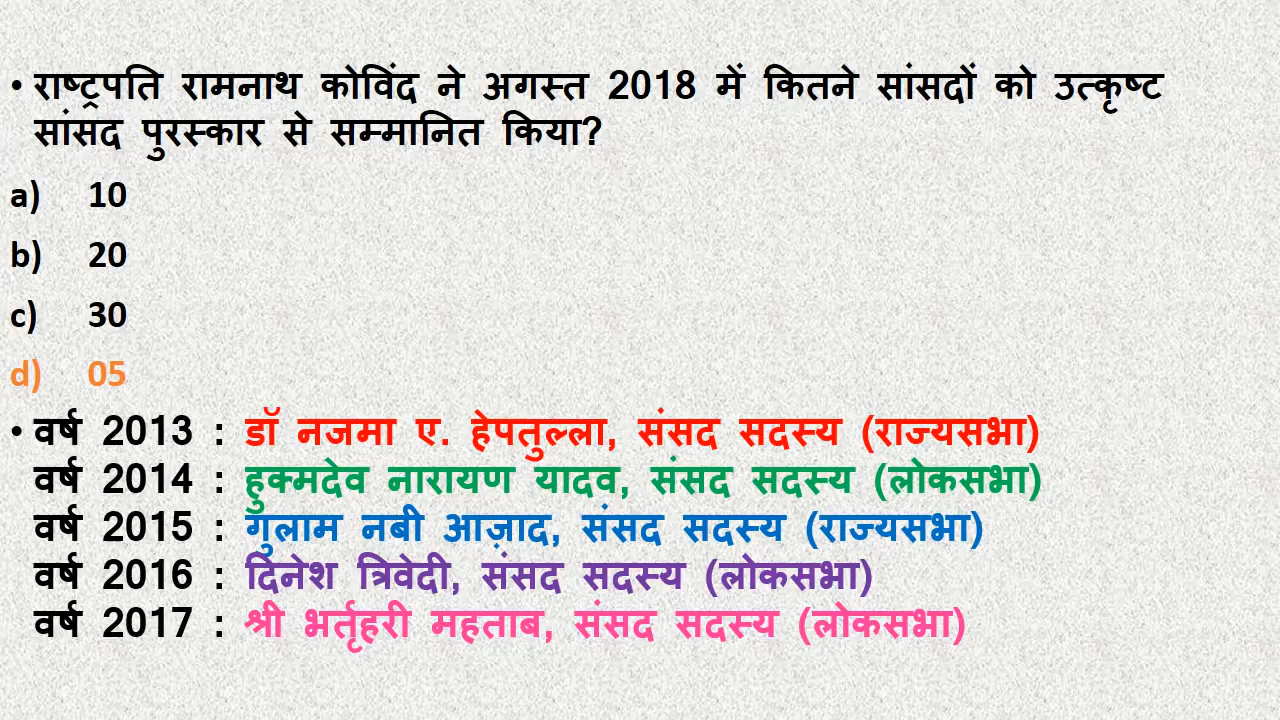 • राष्ट्रपति रामनाथ कोविंद ने अगस्त 2018 में कितने सांसदों को उत्कृष्ट
सांसद पुरस्कार से सम्मानित किया?
a) 10
b) 20
c) 30
d) 05
• वर्ष 2013 : डॉ नजमा ए. हेपतुल्ला, संसद सदस्य (राज्यसभा)
वर्ष 2014 : हुक्मदेव नारायण यादव, संसद सदस्य (लोकसभा)
वर्ष 2015 : गुलाम नबी आज़ाद, संसद सदस्य (राज्यसभा)
वर्ष 2016 : दिनेश त्रिवेदी, संसद सदस्य (लोकसभा)
वर्ष 2017 : श्री भर्तृहरी महताब, संसद सदस्य (लोकसभा)